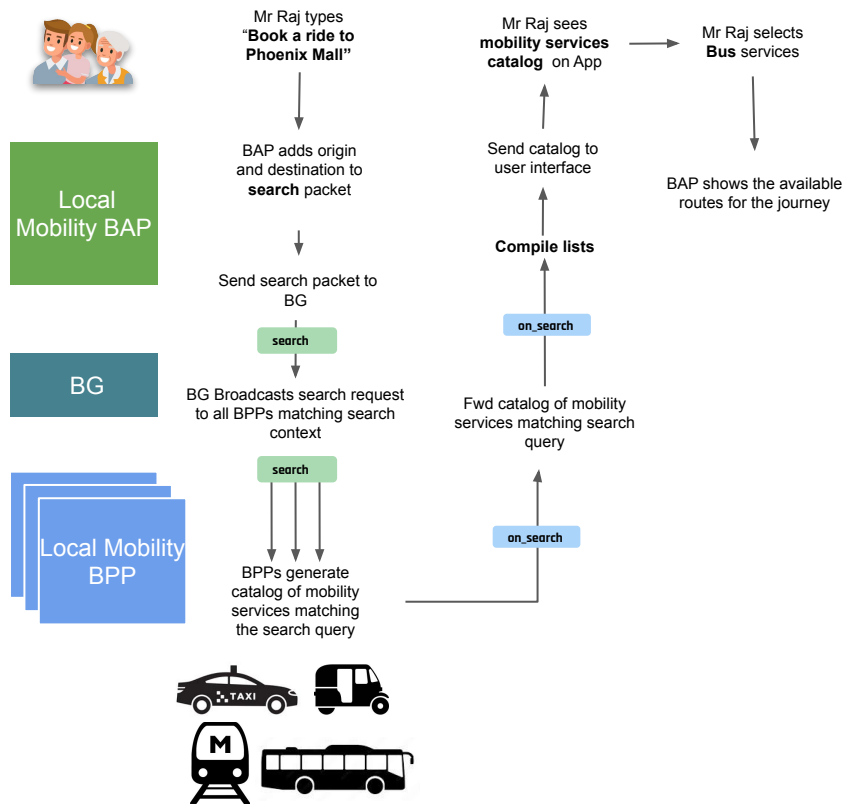 Mr Raj types
“Book a ride to
Phoenix Mall”
BAP adds origin
and destination to
search packet
Send search packet to
BG
search
BG Broadcasts search request
to all BPPs matching search
context
search
BPPs generate
catalog of mobility
services matching
the search query
on_search
Fwd catalog of mobility
services matching search
query
on_search
Compile lists
Send catalog to
user interface
Mr Raj sees
mobility services
catalog on App
Mr Raj selects
Bus services
BAP shows the available
routes for the journey
Local
Mobility BAP
BG
Local Mobility
BPP
TAXI
M